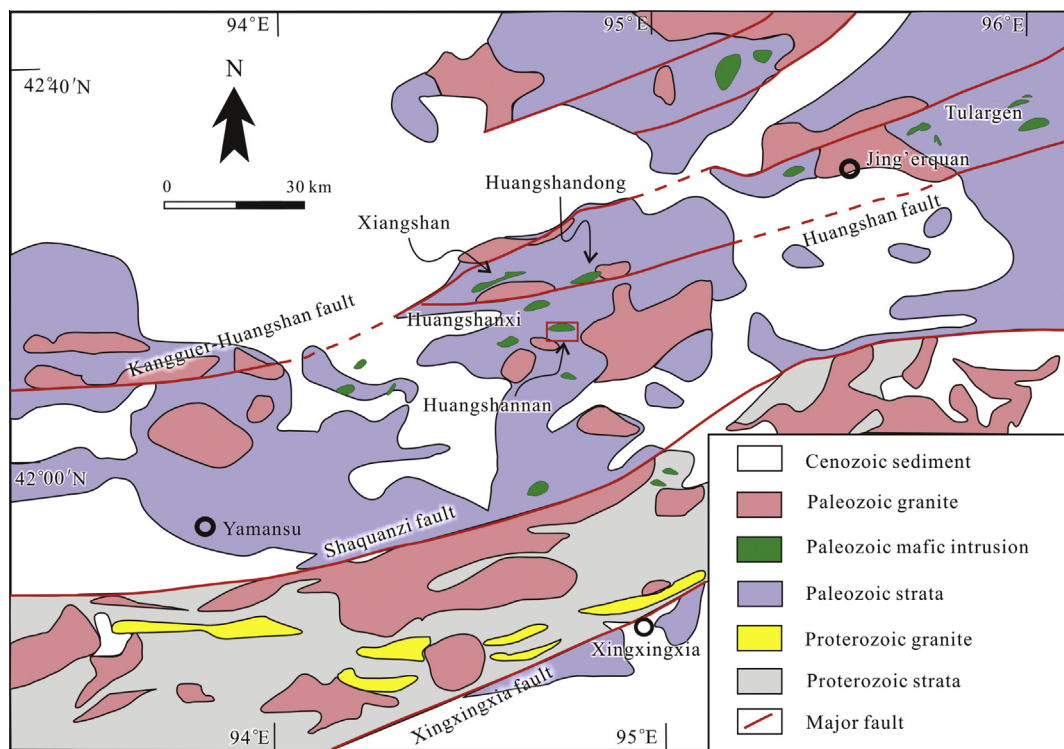 94°E
95°E
96°E
42°40′N
N
0
30 km
Tulargen
Jing'erquan
Huangshandong
Xiangshan
Huangshan fault
Kangguer-Huangshan fault
Huangshanxi
Huangshannan
42°00′N
Yamansu
Shaquanzi fault
Xingxingxia
Xingxingxia fault
94°E
95°E
Cenozoic sediment
Paleozoic granite
Paleozoic mafic intrusion
Paleozoic strata
Proterozoic granite
Proterozoic strata
Major fault